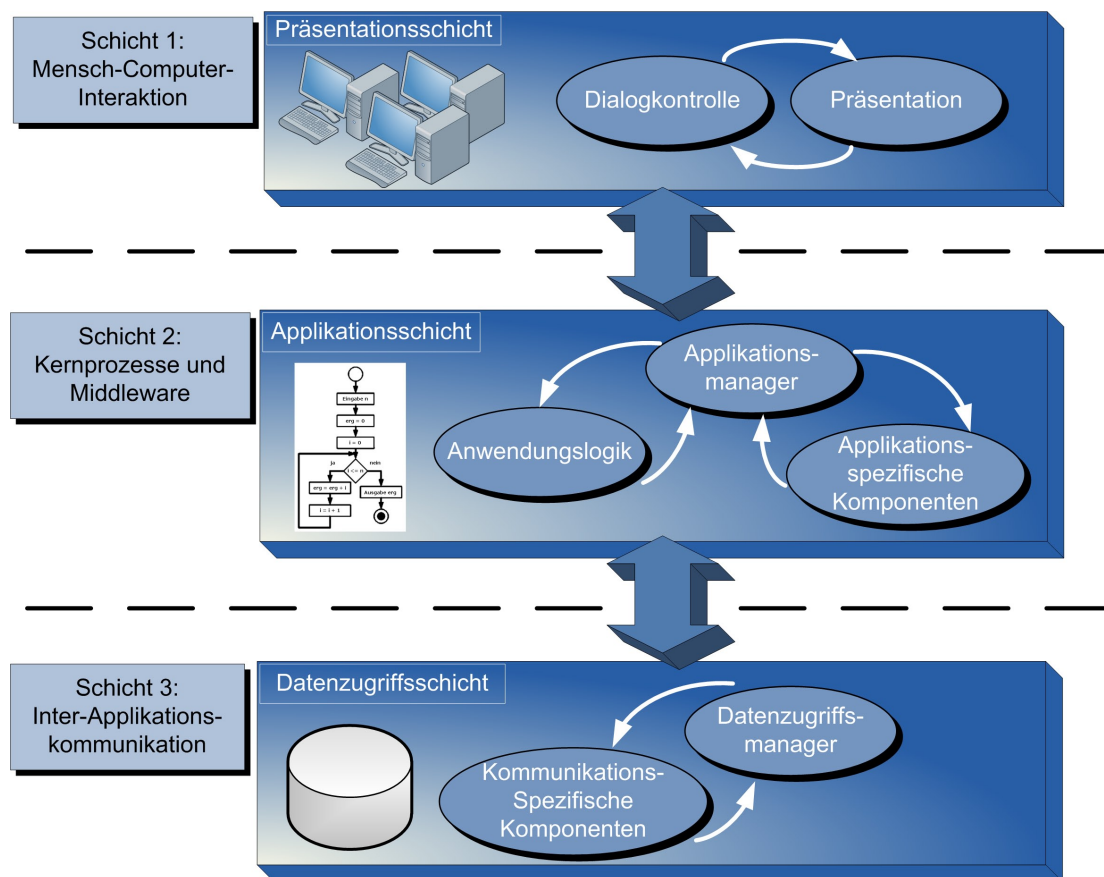 Schicht 1:
Mensch-Computer-
Interaktion
Präsentationsschicht
Dialogkontrolle
Präsentation
Schicht 2:
Kernprozesse und
Middleware
Applikationsschicht
Eingabe n
erg = 0
i = 0
ja
nein
i <= n
erg = erg + i
Ausgabe erg
i = i + 1
Applikations-
manager
Anwendungslogik
Applikations-
spezifische
Komponenten
Schicht 3:
Inter-Applikations-
kommunikation
Datenzugriffsschicht
Datenzugriffs-
manager
Kommunikations-
Spezifische
Komponenten